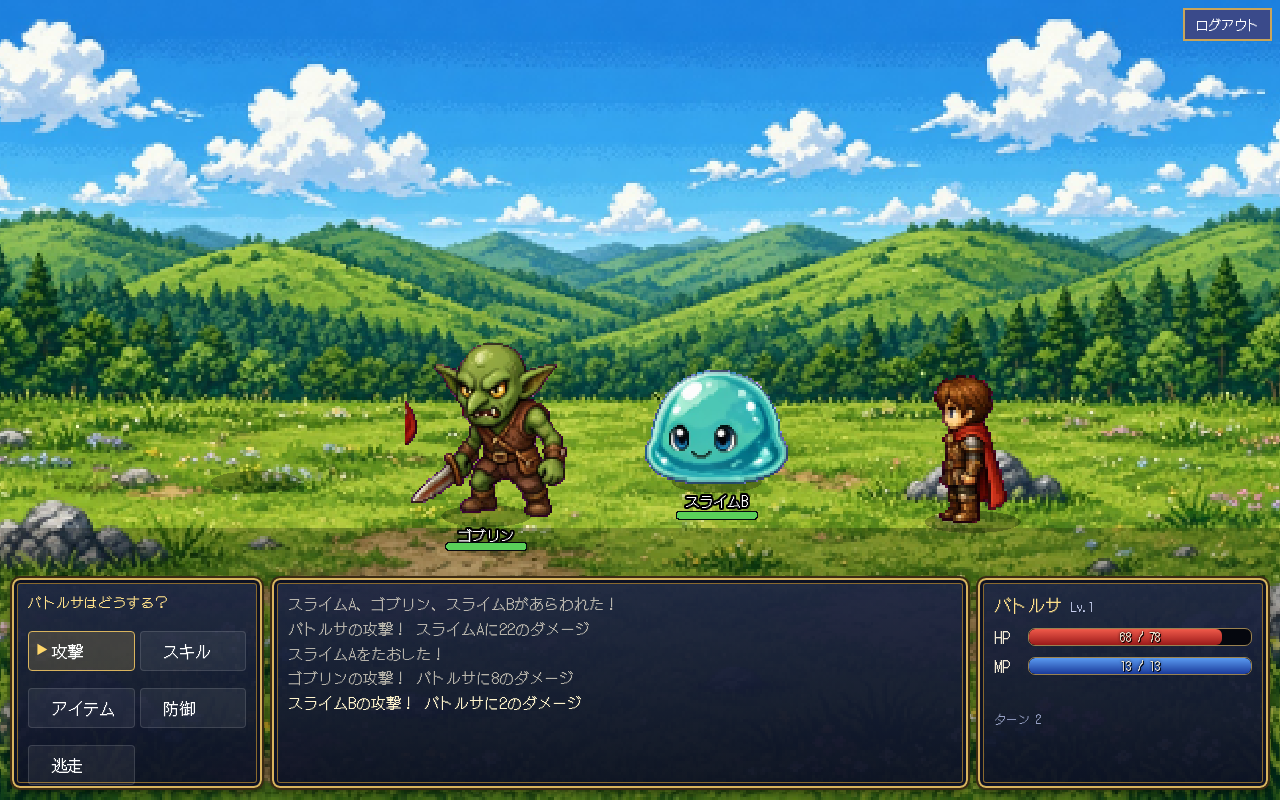 ログアウト
スライムB
ゴブリン
バトルサはどうする?
▶攻撃
スキル
アイテム
防御
逃走
スライムA、ゴブリン、スライムBがあらわれた!
バトルサの攻撃! スライムAに22のダメージ
スライムAをたおした!
ゴブリンの攻撃! バトルサに8のダメージ
スライムBの攻撃! バトルサに2のダメージ
バトルサ Lv.1
HP 68 / 78
MP 13 / 13
ターン 2